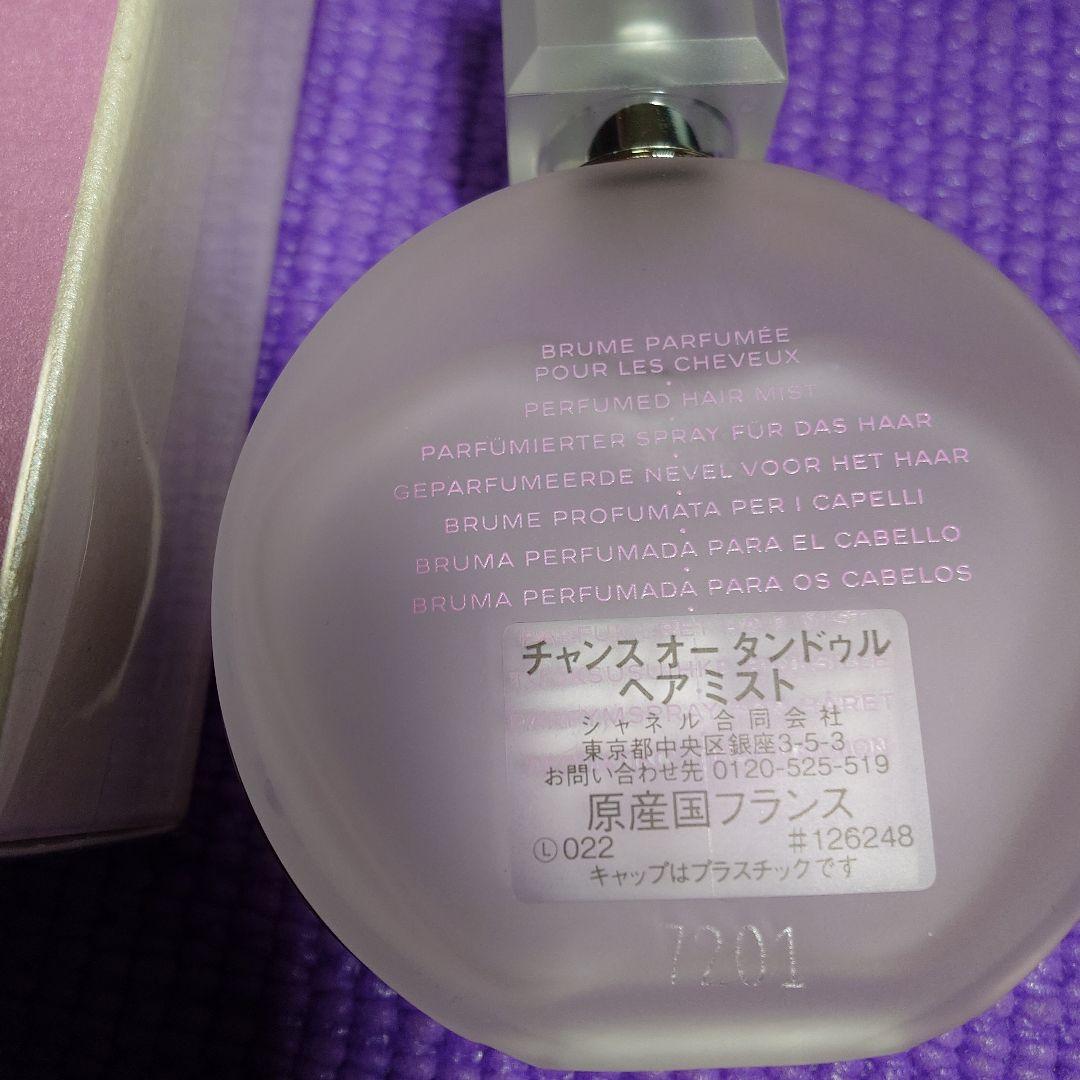 BRUME PARFUMÉE
POUR LES CHEVEUX
PERFUMED HAIR MIST
PARFÜMIERTER SPRAY FÜR DAS HAAR
GEPARFUMEERDE NEVEL VOOR HET HAAR
BRUME PROFUMATA PER I CAPELLI
BRUMA PERFUMADA PARA EL CABELLO
BRUMA PERFUMADA PARA OS CABELOS
チャンス オー タンドゥル
ヘア ミスト
シャネル合同会社
東京都中央区銀座3-5-3
お問い合わせ先 0120-525-519
原産国フランス
Ⓛ022 #126248
キャップはプラスチックです
7201